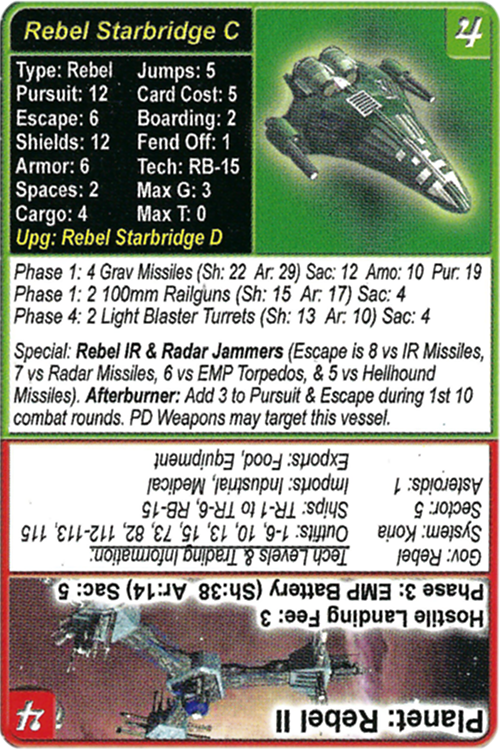 Rebel Starbridge C
4
Type: Rebel Jumps: 5
Pursuit: 12 Card Cost: 5
Escape: 6 Boarding: 2
Shields: 12 Fend Off: 1
Armor: 6 Tech: RB-15
Spaces: 2 Max G: 3
Cargo: 4 Max T: 0
Upg: Rebel Starbridge D
Phase 1: 4 Grav Missiles (Sh: 22 Ar: 29) Sac: 12 Amo: 10 Pur: 19
Phase 1: 2 100mm Railguns (Sh: 15 Ar: 17) Sac: 4
Phase 4: 2 Light Blaster Turrets (Sh: 13 Ar: 10) Sac: 4
Special: Rebel IR & Radar Jammers (Escape is 8 vs IR Missiles,
7 vs Radar Missiles, 6 vs EMP Torpedos, & 5 vs Hellhound
Missiles). Afterburner: Add 3 to Pursuit & Escape during 1st 10
combat rounds. PD Weapons may target this vessel.
Planet: Rebel II
4
Hostile Landing Fee: 3
Phase 3: EMP Battery (Sh:38 Ar:14) Sac: 5
Gov: Rebel Tech Levels & Trading Information:
System: Koria Outfits: 1-6, 10, 13, 15, 73, 82, 112-113, 115
Sector: 5 Ships: TR-1 to TR-6, RB-15
Asteroids: 1 Imports: Industrial, Medical
Exports: Food, Equipment